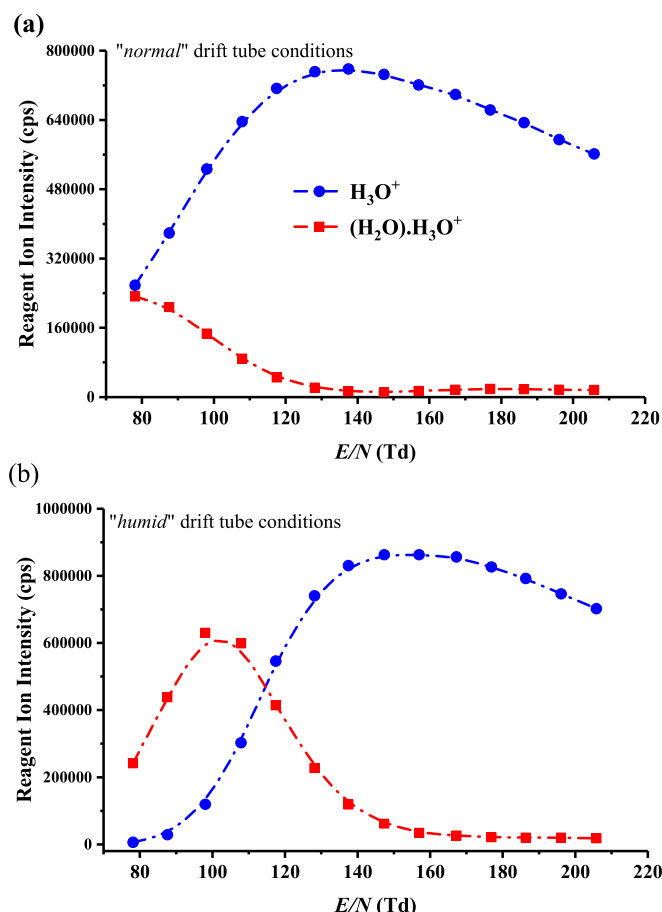 (a)
"normal" drift tube conditions
800000
640000
480000
320000
160000
0
Reagent Ion Intensity (cps)
H₃O⁺
(H₂O).H₃O⁺
80 100 120 140 160 180 200 220
E/N (Td)
(b)
"humid" drift tube conditions
1000000
800000
600000
400000
200000
0
Reagent Ion Intensity (cps)
80 100 120 140 160 180 200 220
E/N (Td)